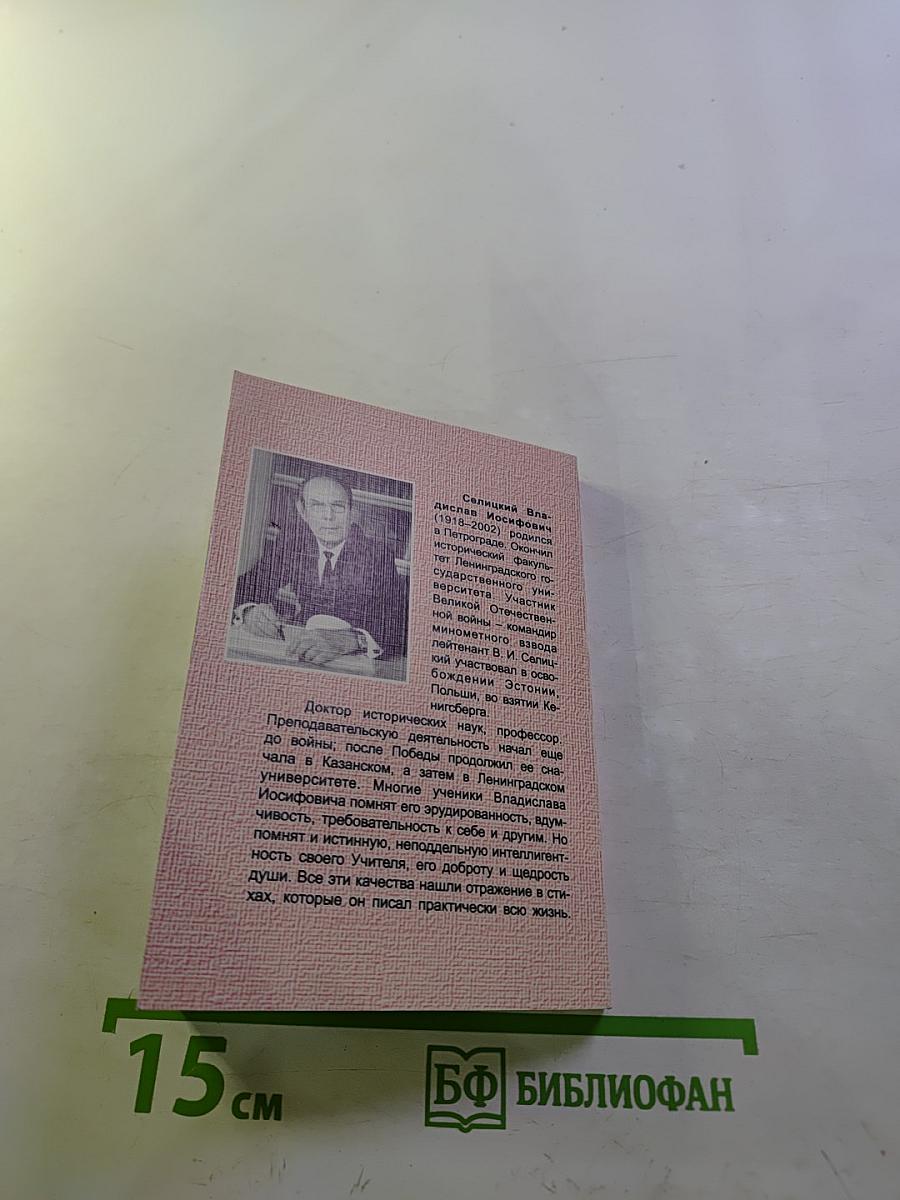 Селицкий Вла-
дислав Иосифович
(1918–2002) родился
в Петрограде. Окончил
исторический факуль-
тет Ленинградского го-
сударственного уни-
верситета Участник
Великой Отечествен-
ной войны – командир
минометного взвода
лейтенант В. И. Селиц-
кий участвовал в осво-
бождении Эстонии,
Польши, во взятии Ке-
нигсберга.
Доктор исторических наук, профессор.
Преподавательскую деятельность начал еще
до войны; после Победы продолжил ее сна-
чала в Казанском, а затем в Ленинградском
университете. Многие ученики Владислава
Иосифовича помнят его эрудированность, вдум-
чивость, требовательность к себе и другим. Но
помнят и истинную, неподдельную интеллигент-
ность своего Учителя, его доброту и щедрость
души. Все эти качества нашли отражение в сти-
хах, которые он писал практически всю жизнь.
15 см
БФ БИБЛИОФАН